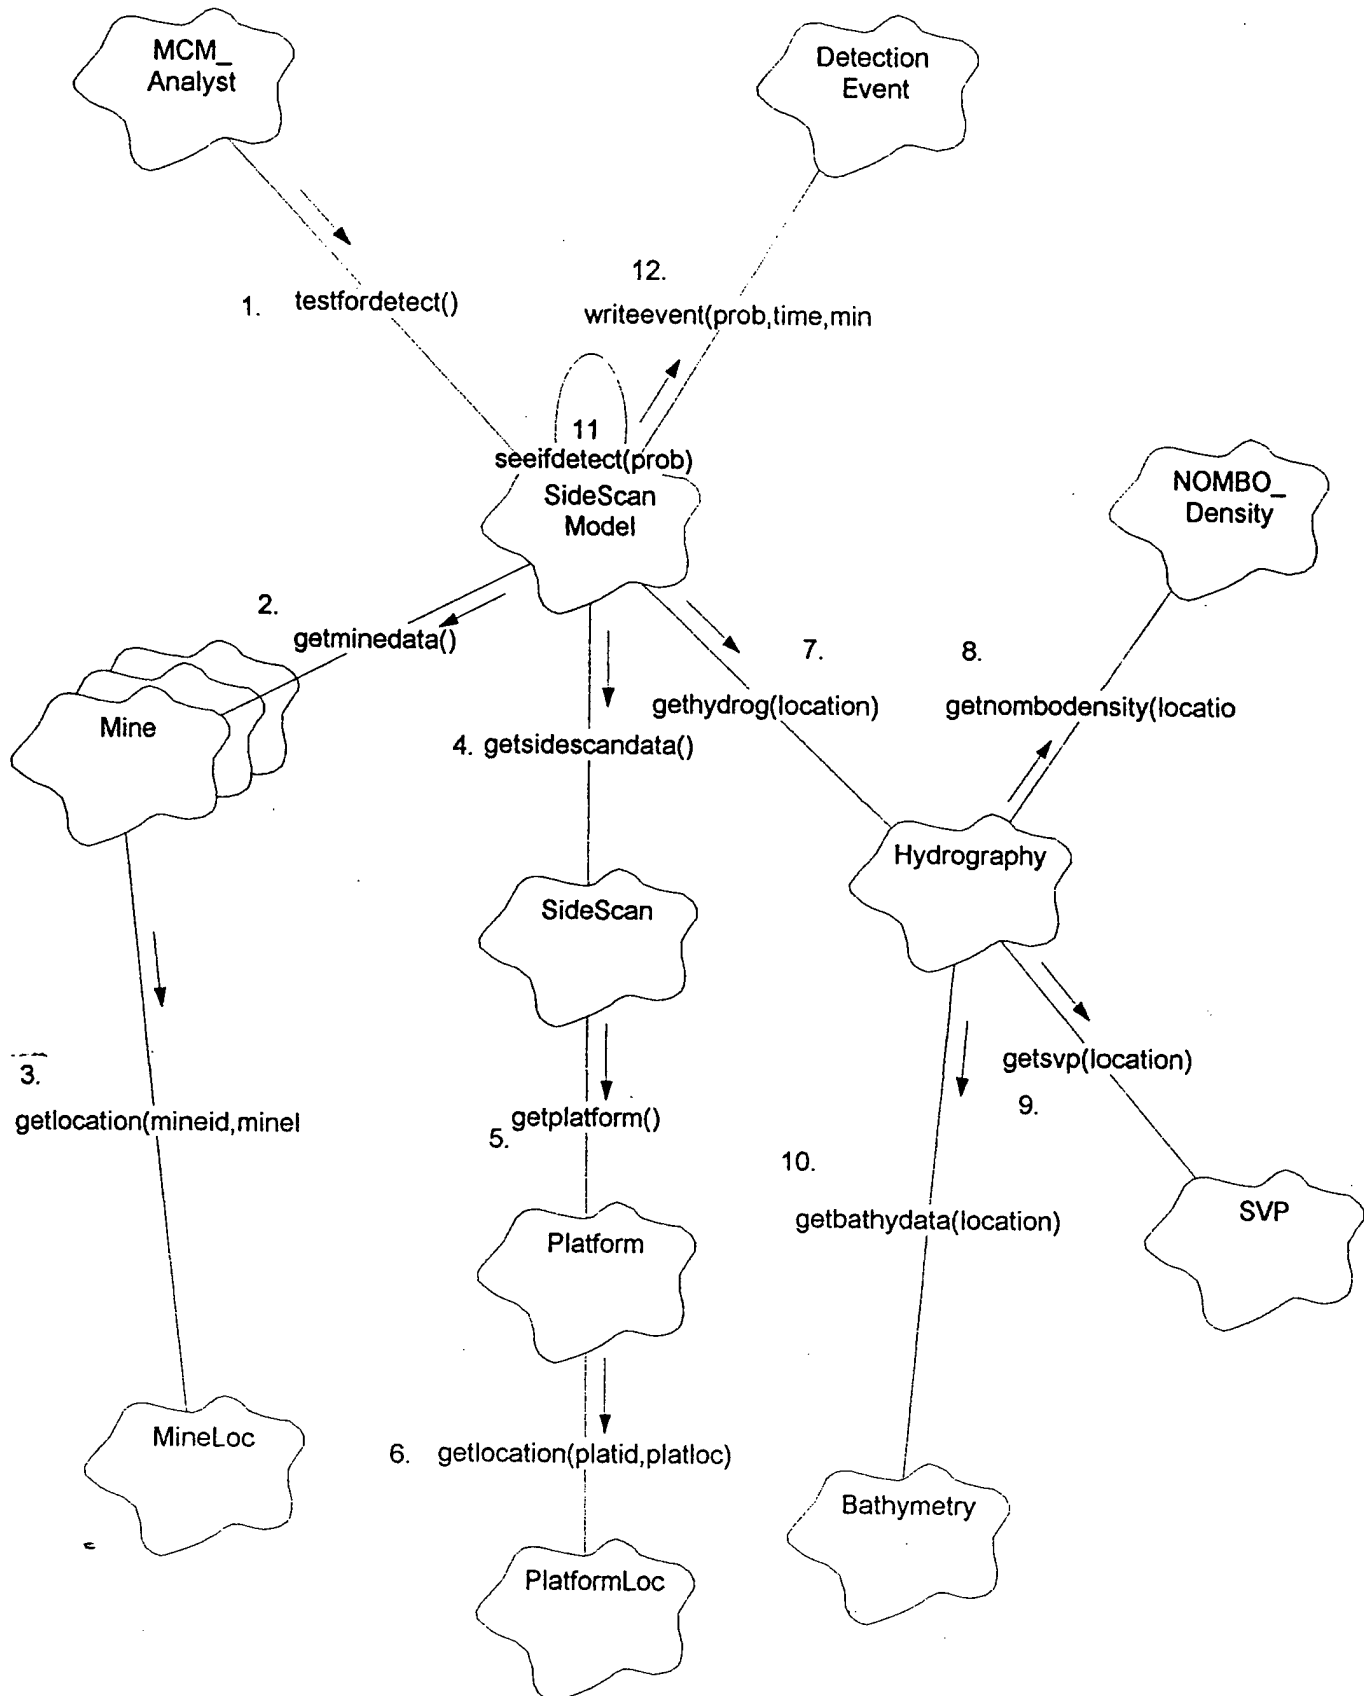 MCM_
Analyst
Detection
Event
12.
1. testfordetect()
writeevent(prob,time,min
11
seeifdetect(prob)
SideScan
Model
NOMBO_
Density
2.
getminedata()
7.
8.
Mine
gethydrog(location)
getnombodensity(locatio
4. getsidescandata()
Hydrography
SideScan
3.
getlocation(mineid,minel
getplatform()
5.
getsvp(location)
9.
10.
getbathydata(location)
SVP
Platform
MineLoc
6. getlocation(platid,platloc)
Bathymetry
PlatformLoc